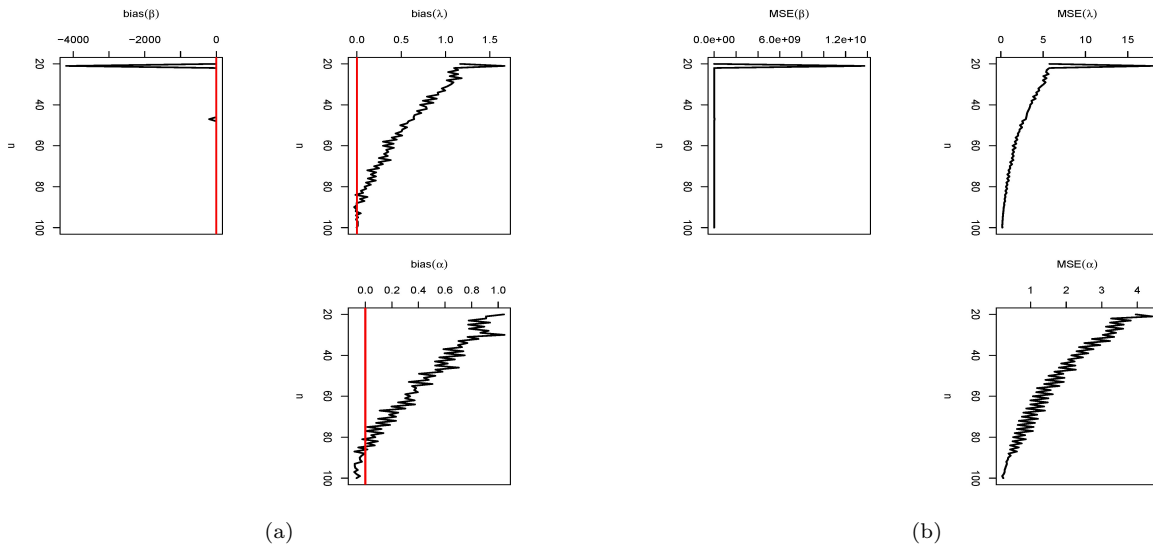 bias(β)
−4000 −2000 0
20 40 60 80 100
n
bias(λ)
0.0 0.5 1.0 1.5
20 40 60 80 100
n
bias(α)
0.0 0.2 0.4 0.6 0.8 1.0
20 40 60 80 100
n
(a)
MSE(β)
0.0e+00 6.0e+09 1.2e+10
20 40 60 80 100
n
MSE(λ)
0 5 10 15
20 40 60 80 100
n
MSE(α)
1 2 3 4
20 40 60 80 100
n
(b)